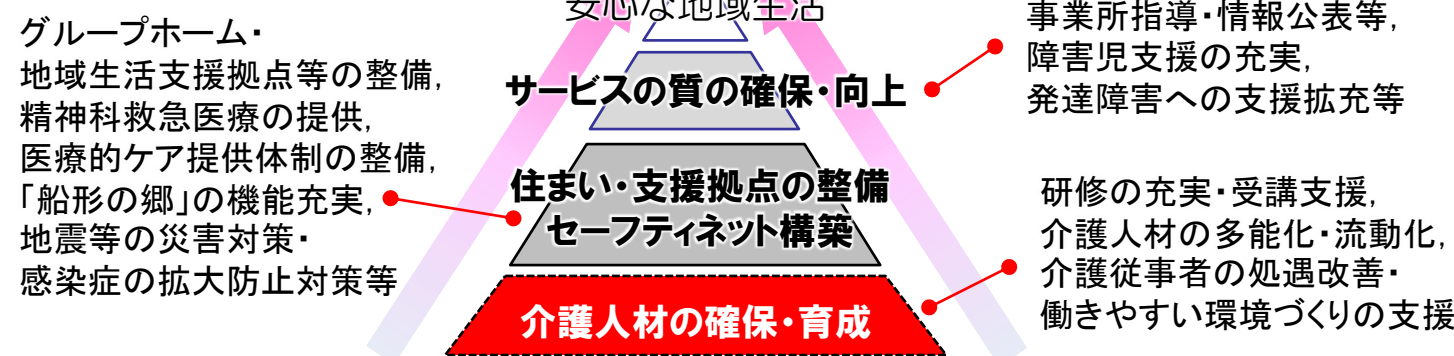 安心な地域生活
グループホーム・
地域生活支援拠点等の整備,
精神科救急医療の提供,
医療的ケア提供体制の整備,
「船形の郷」の機能充実,
地震等の災害対策・
感染症の拡大防止対策等
サービスの質の確保・向上
住まい・支援拠点の整備
セーフティネット構築
介護人材の確保・育成
事業所指導・情報公表等,
障害児支援の充実,
発達障害への支援拡充等
研修の充実・受講支援,
介護人材の多能化・流動化,
介護従事者の処遇改善・
働きやすい環境づくりの支援